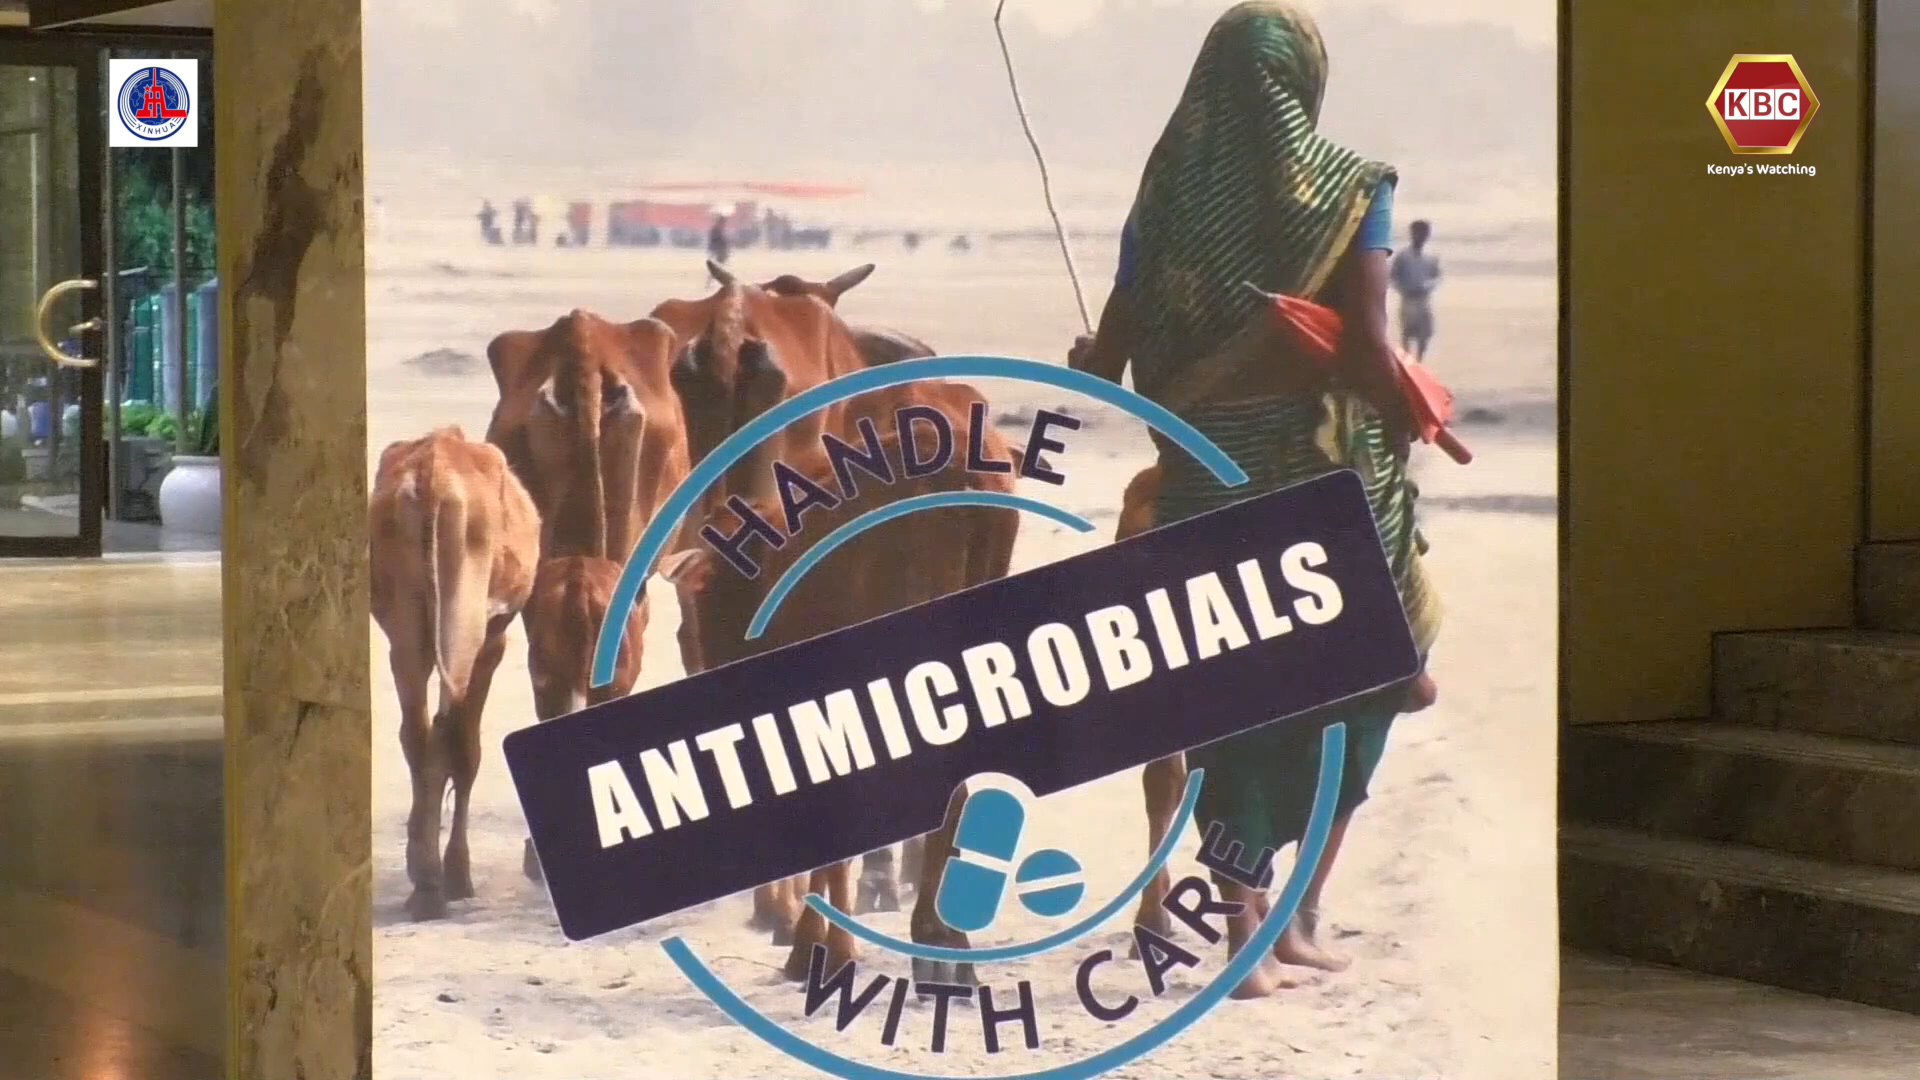 XINHUA
KBC
Kenya's Watching
HANDLE
ANTIMICROBIALS
WITH CARE